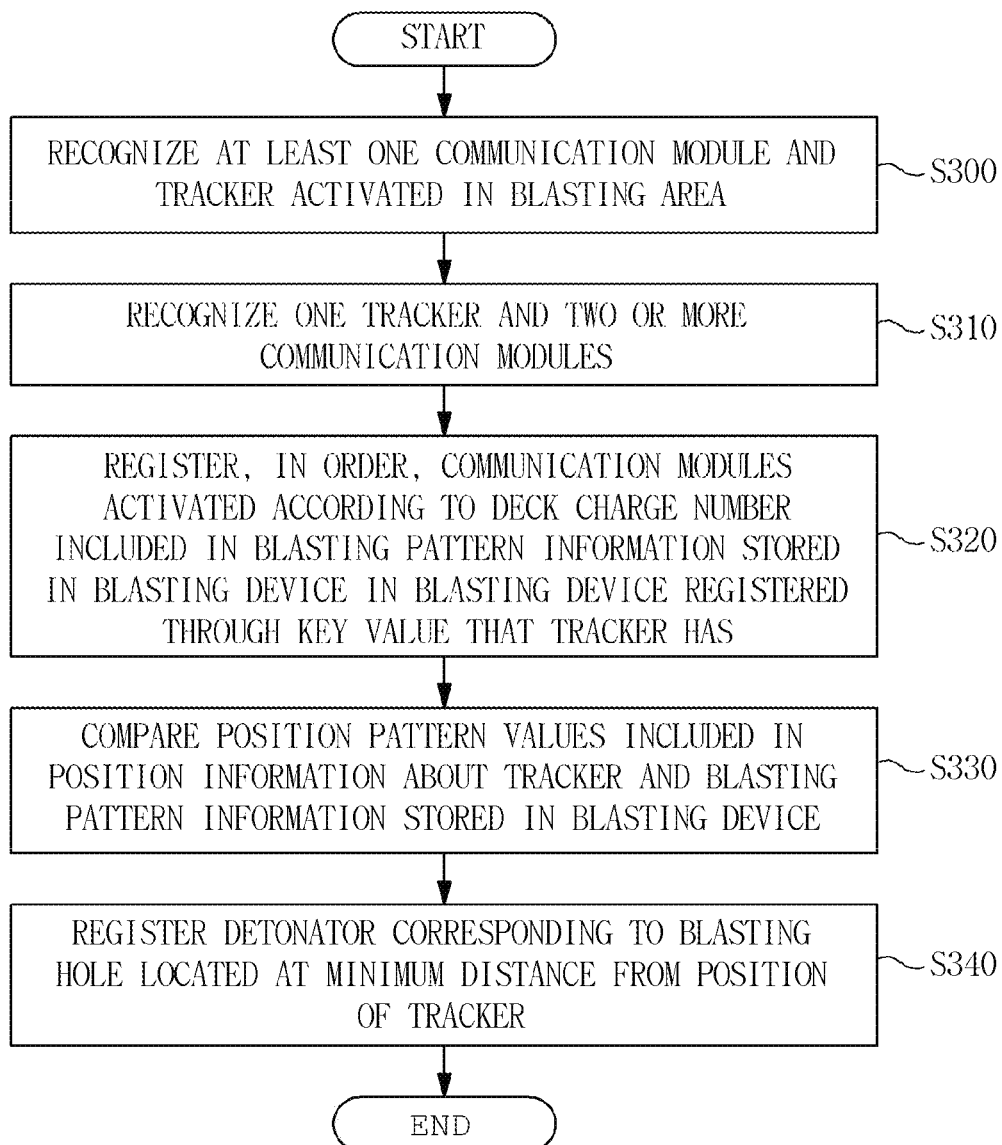 START
RECOGNIZE AT LEAST ONE COMMUNICATION MODULE AND
TRACKER ACTIVATED IN BLASTING AREA
S300
RECOGNIZE ONE TRACKER AND TWO OR MORE
COMMUNICATION MODULES
S310
REGISTER, IN ORDER, COMMUNICATION MODULES
ACTIVATED ACCORDING TO DECK CHARGE NUMBER
INCLUDED IN BLASTING PATTERN INFORMATION STORED
IN BLASTING DEVICE IN BLASTING DEVICE REGISTERED
THROUGH KEY VALUE THAT TRACKER HAS
S320
COMPARE POSITION PATTERN VALUES INCLUDED IN
POSITION INFORMATION ABOUT TRACKER AND BLASTING
PATTERN INFORMATION STORED IN BLASTING DEVICE
S330
REGISTER DETONATOR CORRESPONDING TO BLASTING
HOLE LOCATED AT MINIMUM DISTANCE FROM POSITION
OF TRACKER
S340
END